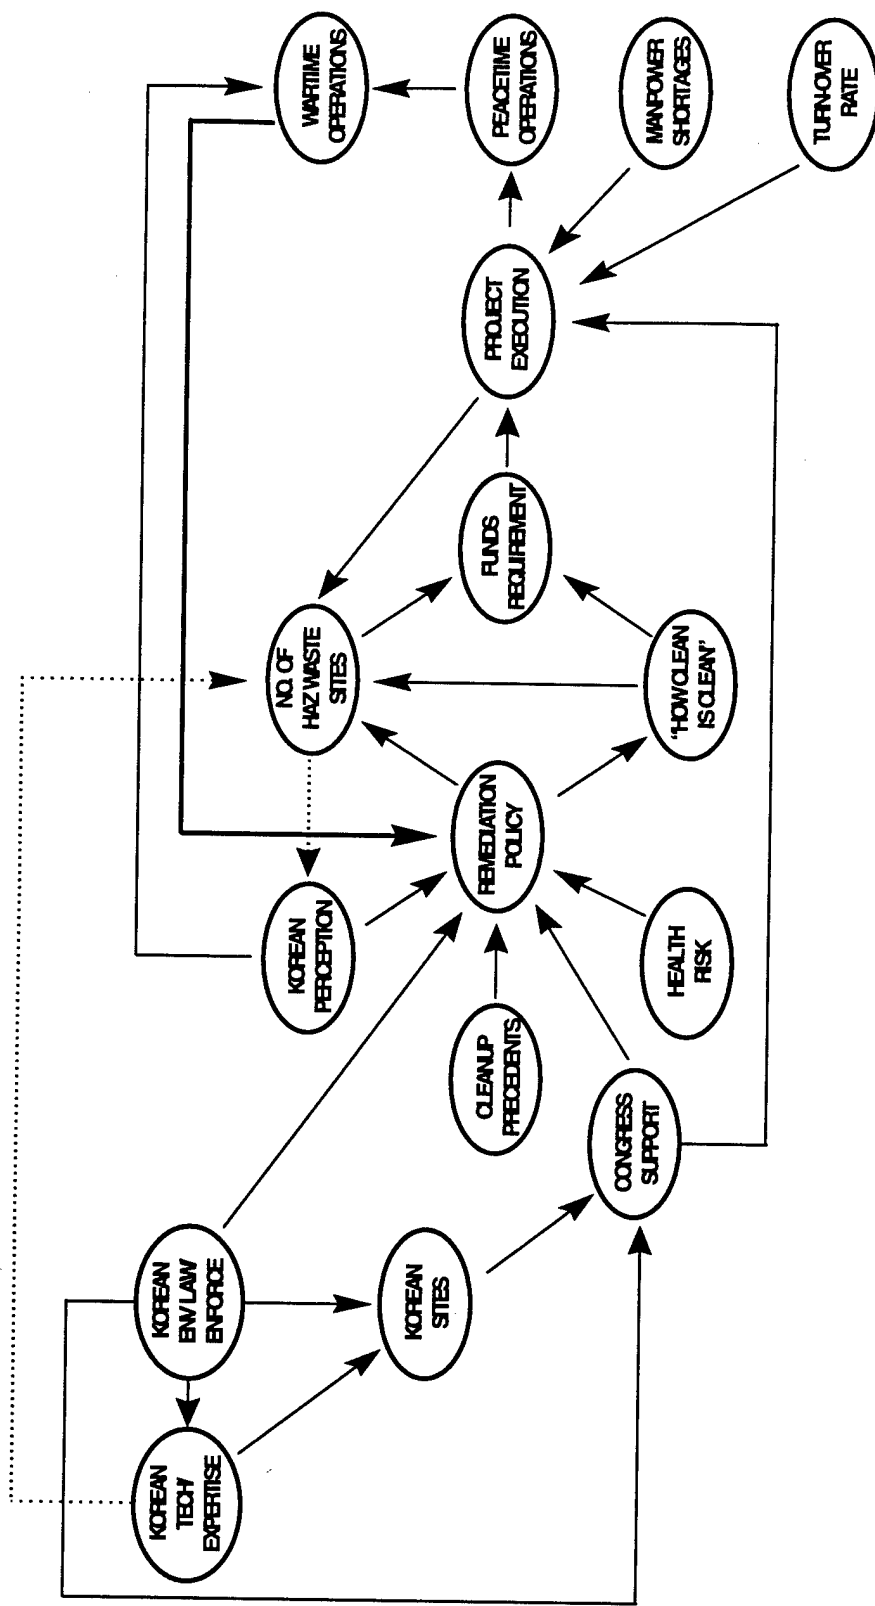 KOREAN
TECH/
EXPERTISE
KOREAN
ENV LAW/
ENFORCE
KOREAN
SITES
CONGRESS
SUPPORT
CLEANUP
PRECEDENTS
KOREAN
PERCEPTION
HEALTH
RISK
REMEDIATION
POLICY
NO. OF
HAZ WASTE
SITES
"HOW CLEAN
IS CLEAN"
FUNDS
REQUIREMENT
PROJECT
EXECUTION
WARTIME
OPERATIONS
PEACETIME
OPERATIONS
MANPOWER
SHORTAGES
TURN-OVER
RATE